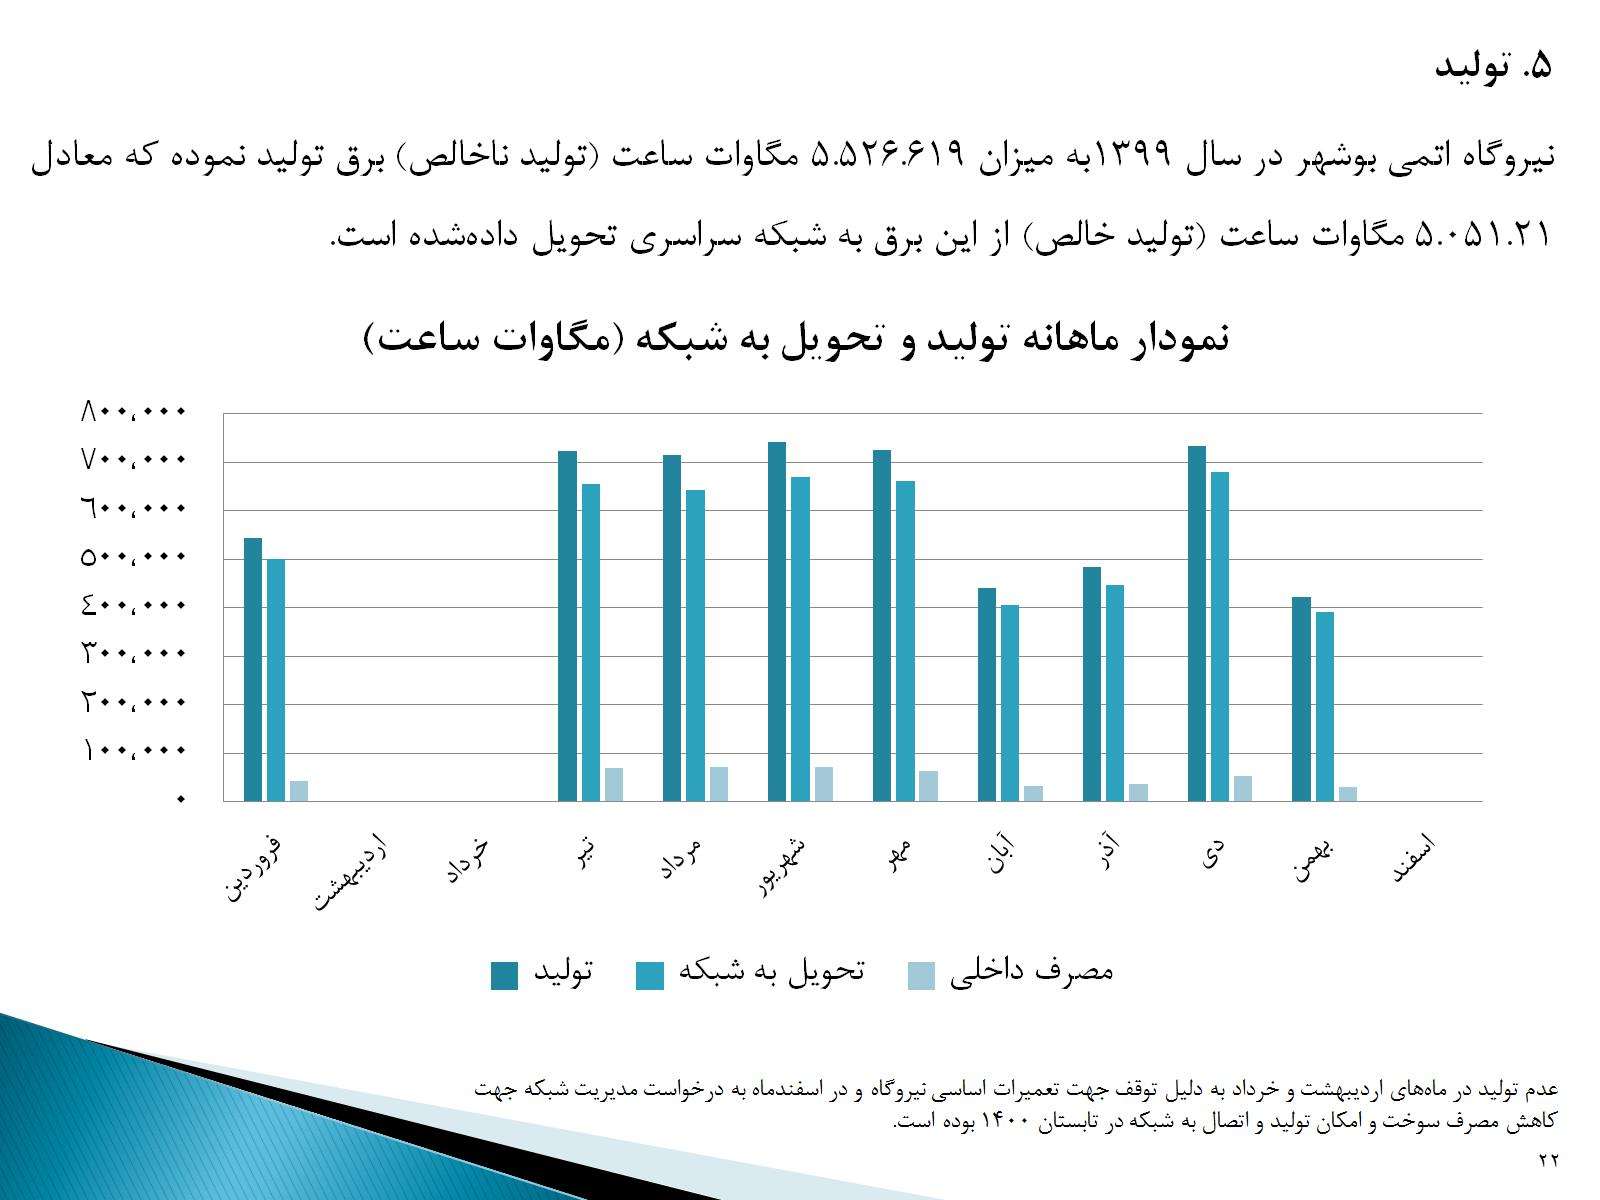 ۵. تولید
نیروگاه اتمی بوشهر در سال ۱۳۹۹به میزان ۵.۵۲۶.۶۱۹ مگاوات ساعت (تولید ناخالص) برق تولید نموده که معادل
۵.۰۵۱.۲۱ مگاوات ساعت (تولید خالص) از این برق به شبکه سراسری تحویل داده‌شده است.
نمودار ماهانه تولید و تحویل به شبکه (مگاوات ساعت)
۸۰۰،۰۰۰
۷۰۰،۰۰۰
٦۰۰،۰۰۰
۵۰۰،۰۰۰
٤۰۰،۰۰۰
۳۰۰،۰۰۰
۲۰۰،۰۰۰
۱۰۰،۰۰۰
۰
فروردین
اردیبهشت
خرداد
تیر
مرداد
شهریور
مهر
آبان
آذر
دی
بهمن
اسفند
تولید
تحویل به شبکه
مصرف داخلی
عدم تولید در ماه‌های اردیبهشت و خرداد به دلیل توقف جهت تعمیرات اساسی نیروگاه و در اسفندماه به درخواست مدیریت شبکه جهت
کاهش مصرف سوخت و امکان تولید و اتصال به شبکه در تابستان ۱۴۰۰ بوده است.
۲۲